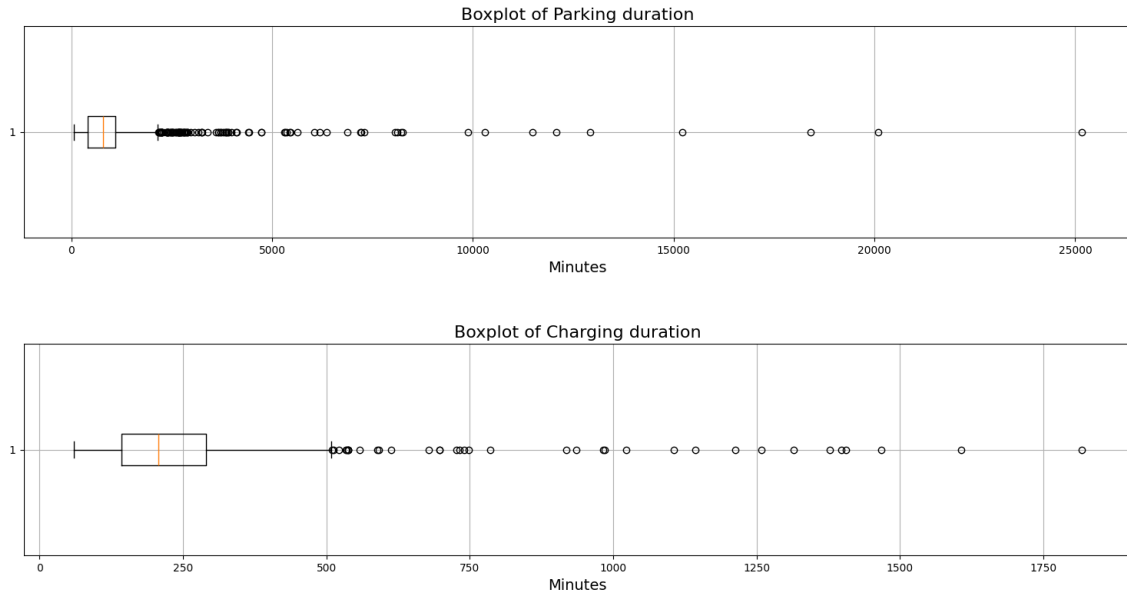 Boxplot of Parking duration
1
0 5000 10000 15000 20000 25000
Minutes
Boxplot of Charging duration
1
0 250 500 750 1000 1250 1500 1750
Minutes